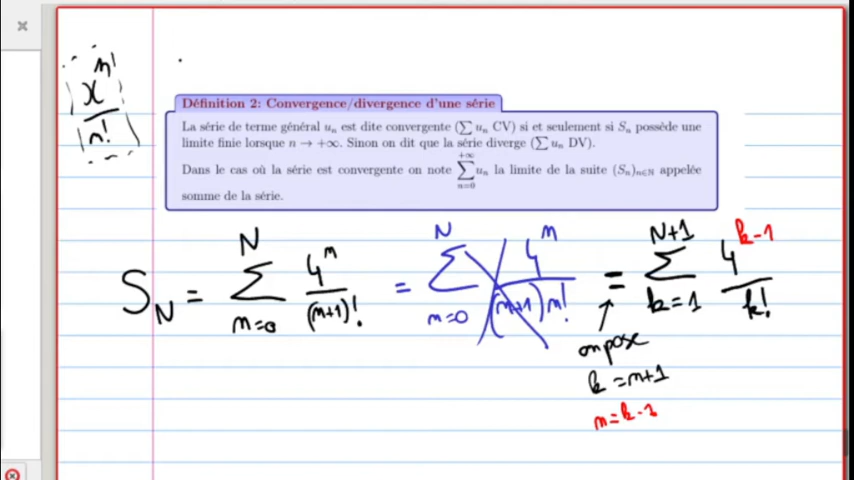 x^n / n!
Définition 2: Convergence/divergence d'une série
La série de terme général u_n est dite convergente (∑ u_n CV) si et seulement si S_n possède une
limite finie lorsque n → +∞. Sinon on dit que la série diverge (∑ u_n DV).
Dans le cas où la série est convergente on note ∑_{n=0}^{+∞} u_n la limite de la suite (S_n)_{n∈ℕ} appelée
somme de la série.
S_N = ∑_{n=0}^{N} 4^n / (n+1)! = ∑_{n=0}^{N} 4^n / (n+1) n! = ∑_{k=1}^{N+1} 4^{k-1} / k!
on pose
k = n+1
n = k-1